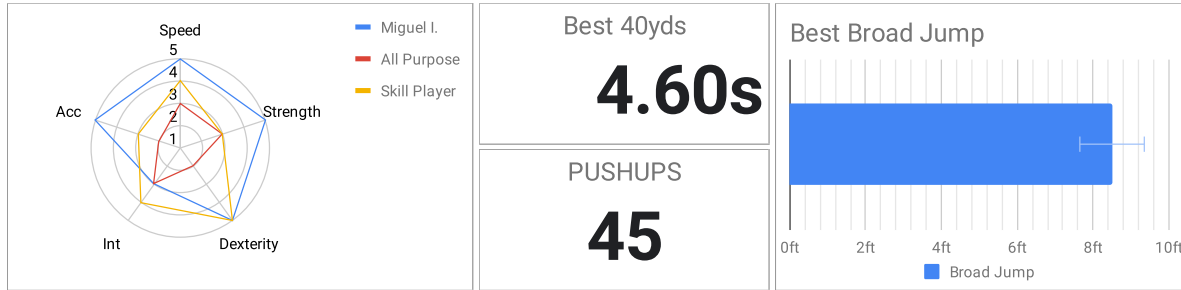 Speed
5
4
3
2
1
Acc
Strength
Int
Dexterity
Miguel I.
All Purpose
Skill Player
Best 40yds
4.60s
PUSHUPS
45
Best Broad Jump
0ft 2ft 4ft 6ft 8ft 10ft
Broad Jump